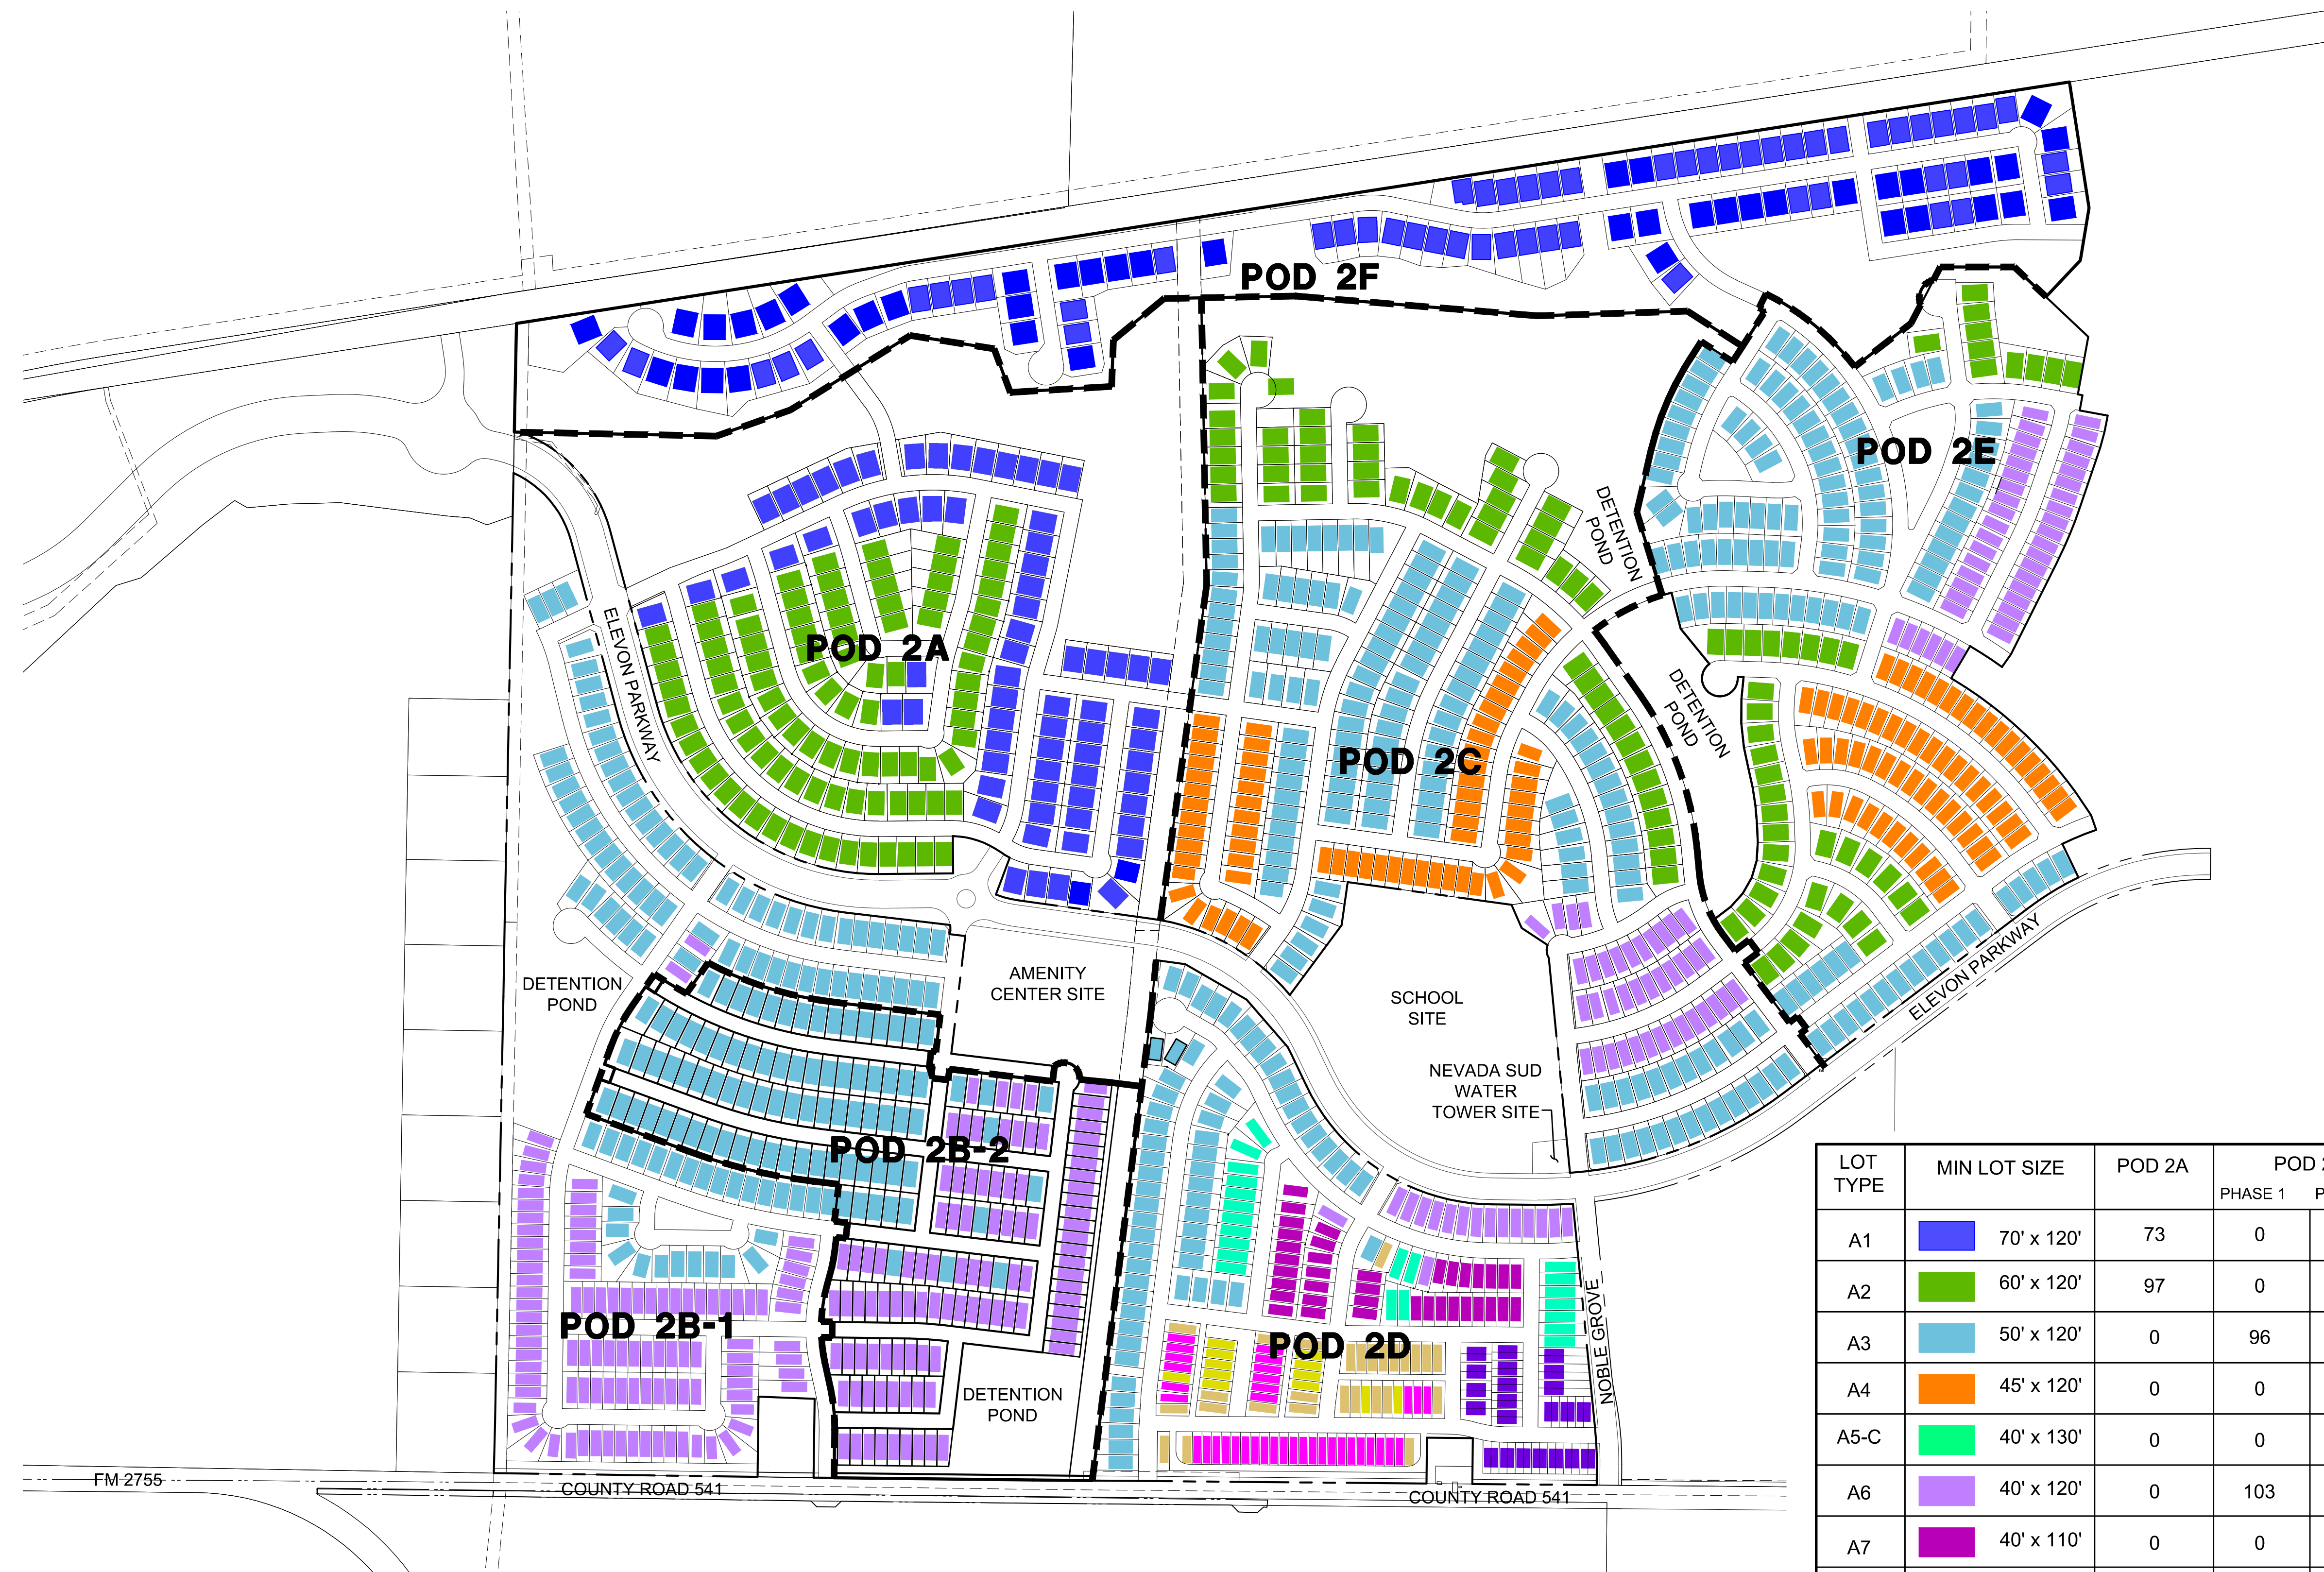 POD 2F
POD 2E
DETENTION
POND
POD 2A
ELEVON PARKWAY
DETENTION
POND
POD 2C
DETENTION
POND
AMENITY
CENTER SITE
SCHOOL
SITE
ELEVON PARKWAY
NEVADA SUD
WATER
TOWER SITE
POD 2B-2
POD 2B-1
POD 2D
NOBLE GROVE
DETENTION
POND
FM 2755
COUNTY ROAD 541
COUNTY ROAD 541
LOT TYPE MIN LOT SIZE POD 2A POD
PHASE 1
A1 70' x 120' 73 0
A2 60' x 120' 97 0
A3 50' x 120' 0 96
A4 45' x 120' 0 0
A5-C 40' x 130' 0 0
A6 40' x 120' 0 103
A7 40' x 110' 0 0